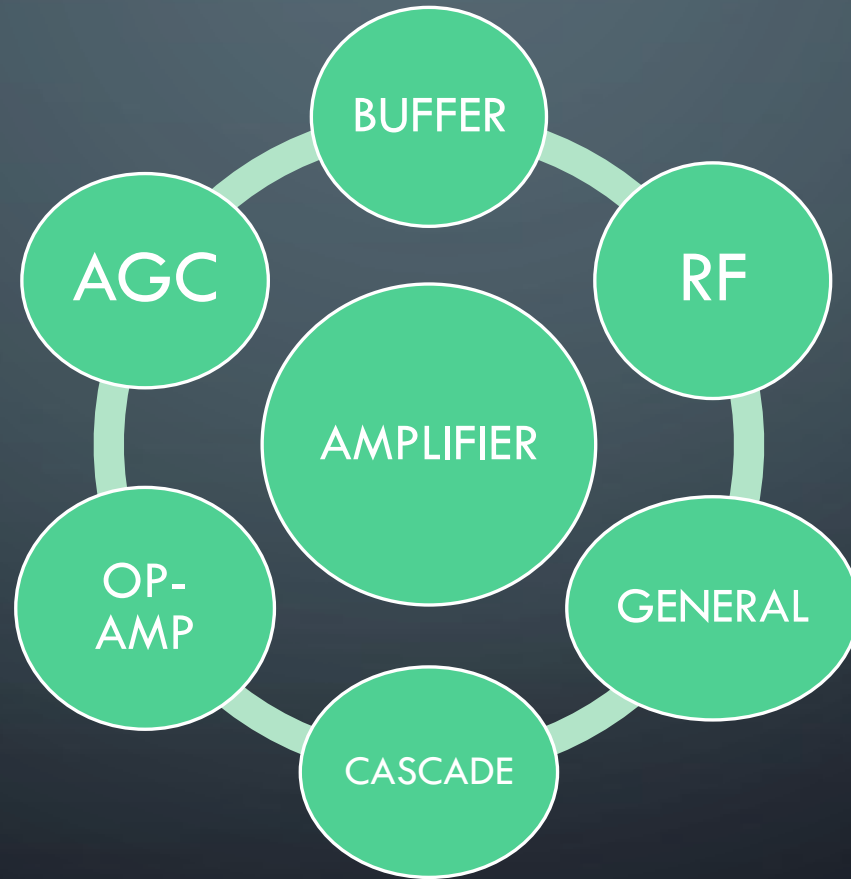 BUFFER
RF
AGC
AMPLIFIER
OP-
AMP
GENERAL
CASCADE